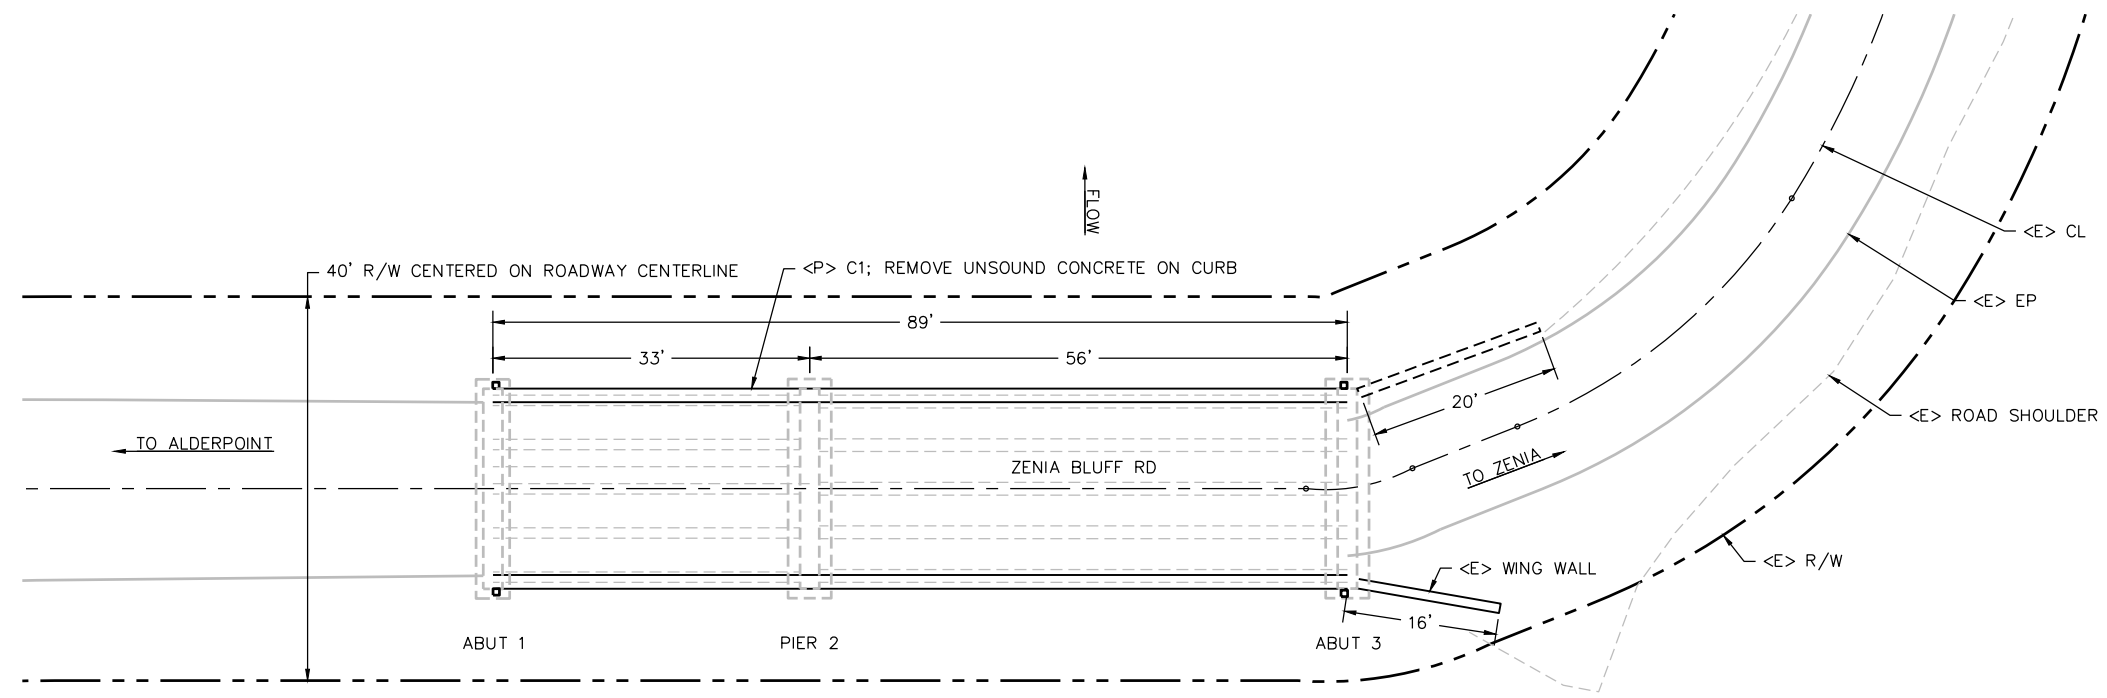 FLOW
<E> CL
40' R/W CENTERED ON ROADWAY CENTERLINE
<P> C1; REMOVE UNSOUND CONCRETE ON CURB
<E> EP
89'
33'
56'
20'
<E> ROAD SHOULDER
TO ALDERPOINT
ZENIA BLUFF RD
TO ZENIA
<E> R/W
<E> WING WALL
16'
ABUT 1
PIER 2
ABUT 3